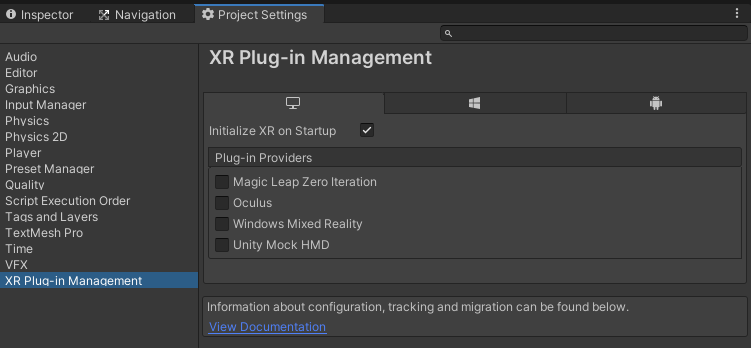 Inspector
Navigation
Project Settings
Audio
Editor
Graphics
Input Manager
Physics
Physics 2D
Player
Preset Manager
Quality
Script Execution Order
Tags and Layers
TextMesh Pro
Time
VFX
XR Plug-in Management
XR Plug-in Management
Initialize XR on Startup
Plug-in Providers
Magic Leap Zero Iteration
Oculus
Windows Mixed Reality
Unity Mock HMD
Information about configuration, tracking and migration can be found below.
View Documentation